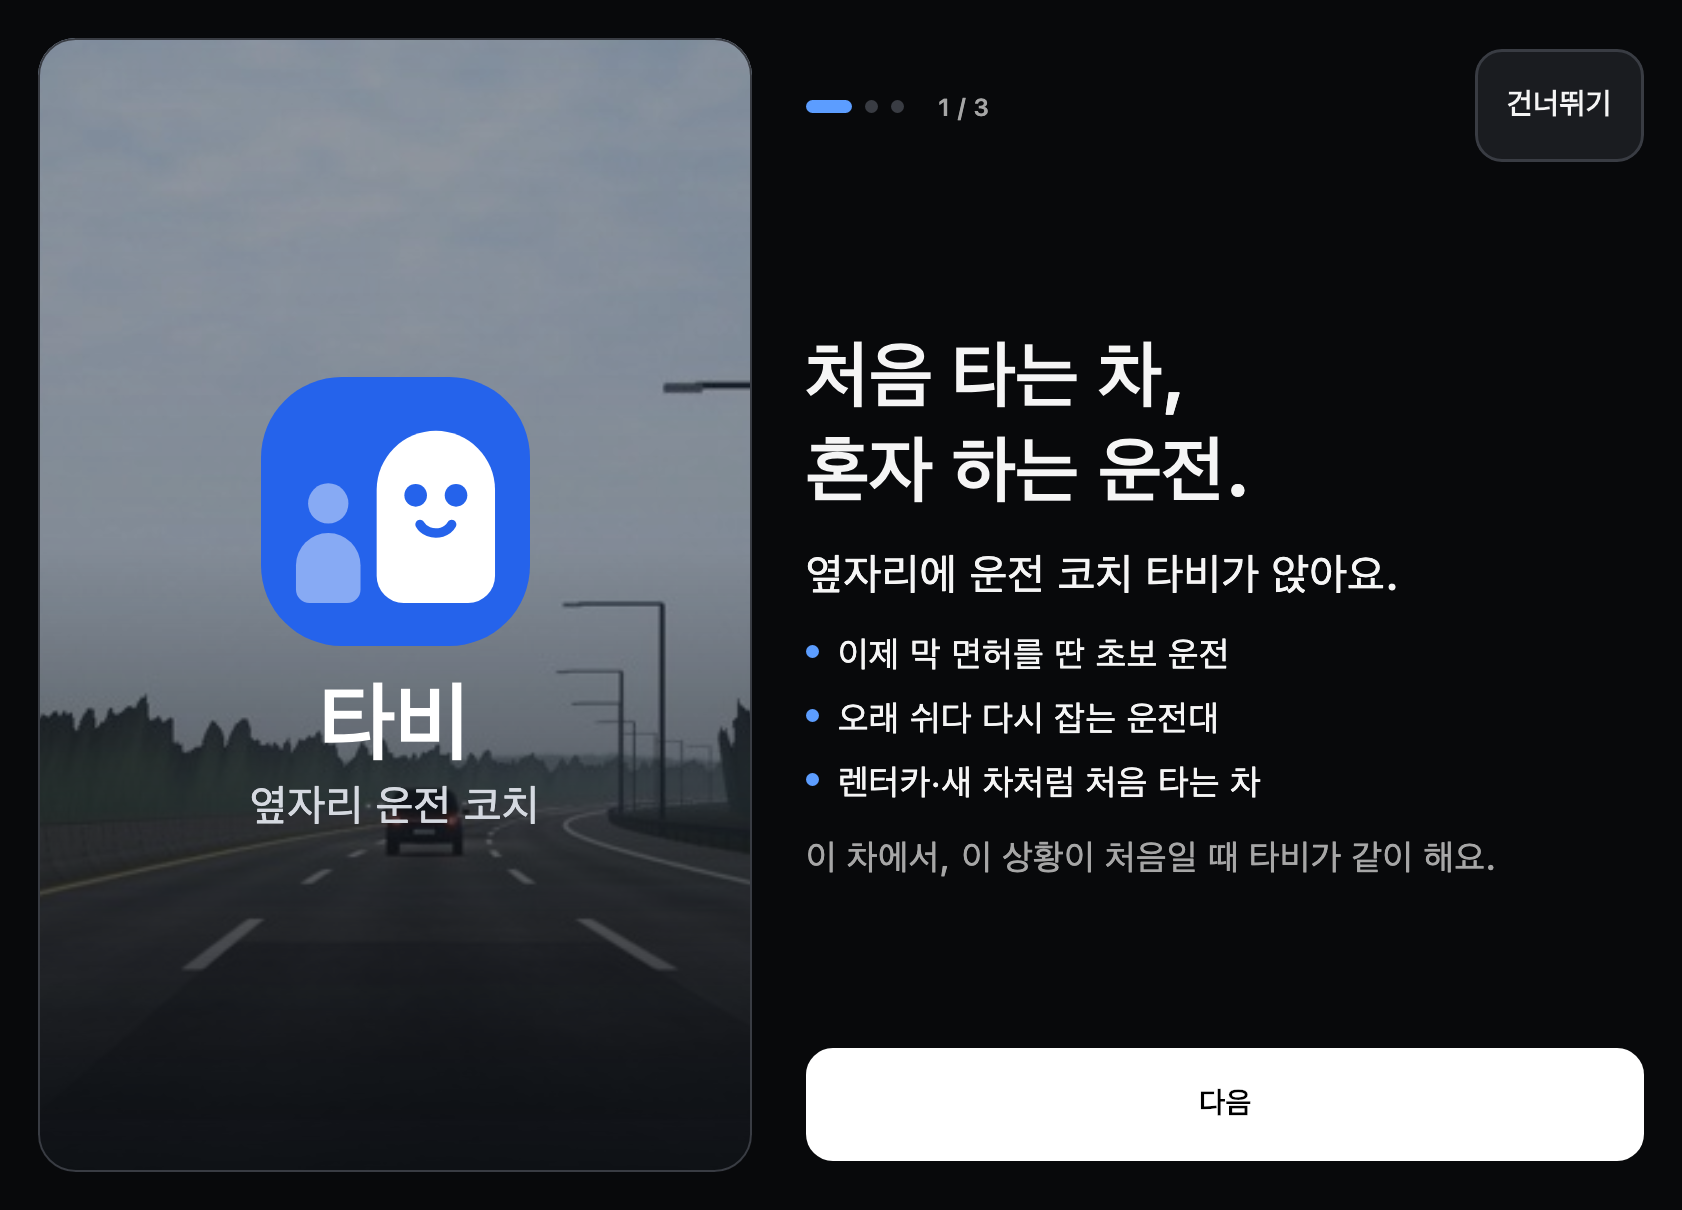 타비
옆자리 운전 코치
1 / 3
건너뛰기
처음 타는 차,
혼자 하는 운전.
옆자리에 운전 코치 타비가 앉아요.
이제 막 면허를 딴 초보 운전
오래 쉬다 다시 잡는 운전대
렌터카·새 차처럼 처음 타는 차
이 차에서, 이 상황이 처음일 때 타비가 같이 해요.
다음